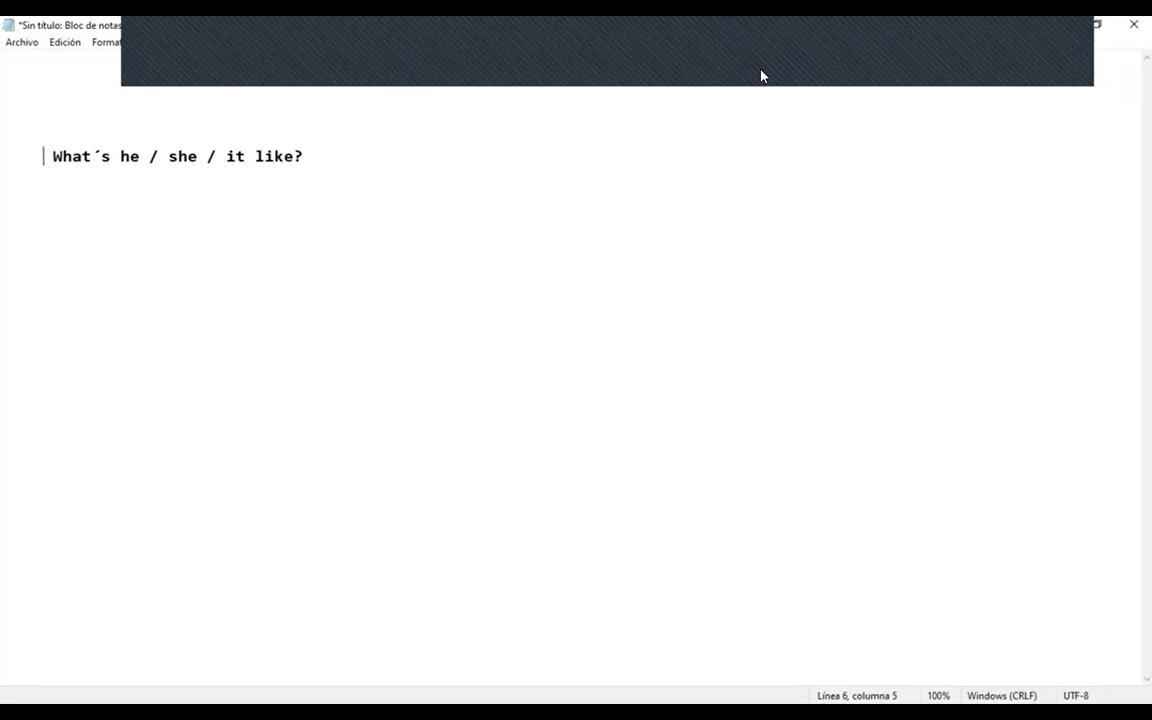 *Sin título: Bloc de notas
Archivo Edición
What´s he / she / it like?
Línea 6, columna 5 100% Windows (CRLF) UTF-8